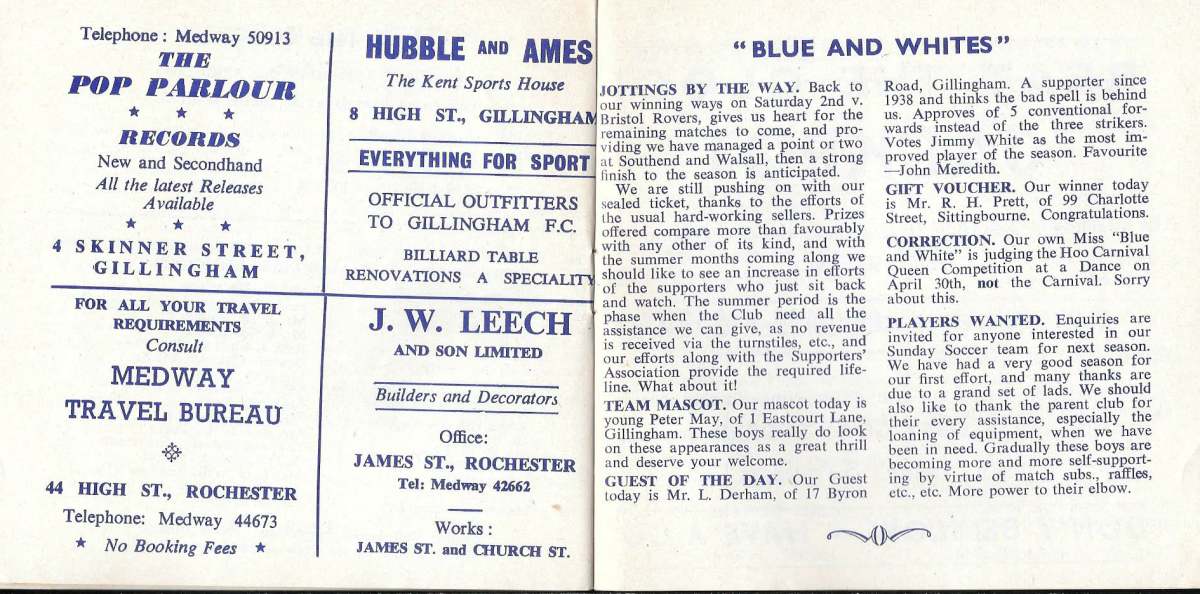 Telephone: Medway 50913
THE
POP PARLOUR
★ ★ ★
RECORDS
New and Secondhand
All the latest Releases
Available
★ ★ ★
4 SKINNER STREET,
GILLINGHAM
FOR ALL YOUR TRAVEL
REQUIREMENTS
Consult
MEDWAY
TRAVEL BUREAU
44 HIGH ST., ROCHESTER
Telephone: Medway 44673
★ No Booking Fees ★
HUBBLE AND AMES
The Kent Sports House
8 HIGH ST., GILLINGHAM
EVERYTHING FOR SPORT
OFFICIAL OUTFITTERS
TO GILLINGHAM F.C.
BILLIARD TABLE
RENOVATIONS A SPECIALITY
J. W. LEECH
AND SON LIMITED
Builders and Decorators
Office:
JAMES ST., ROCHESTER
Tel: Medway 42662
Works:
JAMES ST. and CHURCH ST.
"BLUE AND WHITES"
JOTTINGS BY THE WAY. Back to
our winning ways on Saturday 2nd v.
Bristol Rovers, gives us heart for the
remaining matches to come, and pro-
viding we have managed a point or two
at Southend and Walsall, then a strong
finish to the season is anticipated.
We are still pushing on with our
sealed ticket, thanks to the efforts of
the usual hard-working sellers. Prizes
offered compare more than favourably
with any other of its kind, and with
the summer months coming along we
should like to see an increase in efforts
of the supporters who just sit back
and watch. The summer period is the
phase when the Club need all the
assistance we can give, as no revenue
is received via the turnstiles, etc., and
our efforts along with the Supporters'
Association provide the required life-
line. What about it!
TEAM MASCOT. Our mascot today is
young Peter May, of 1 Eastcourt Lane,
Gillingham. These boys really do look
on these appearances as a great thrill
and deserve your welcome.
GUEST OF THE DAY. Our Guest
today is Mr. L. Derham, of 17 Byron
Road, Gillingham. A supporter since
1938 and thinks the bad spell is behind
us. Approves of 5 conventional for-
wards instead of the three strikers.
Votes Jimmy White as the most im-
proved player of the season. Favourite
—John Meredith.
GIFT VOUCHER. Our winner today
is Mr. R. H. Prett, of 99 Charlotte
Street, Sittingbourne. Congratulations.
CORRECTION. Our own Miss "Blue
and White" is judging the Hoo Carnival
Queen Competition at a Dance on
April 30th, not the Carnival. Sorry
about this.
PLAYERS WANTED. Enquiries are
invited for anyone interested in our
Sunday Soccer team for next season.
We have had a very good season for
our first effort, and many thanks are
due to a grand set of lads. We should
also like to thank the parent club for
their every assistance, especially the
loaning of equipment, when we have
been in need. Gradually these boys are
becoming more and more self-support-
ing by virtue of match subs., raffles,
etc., etc. More power to their elbow.